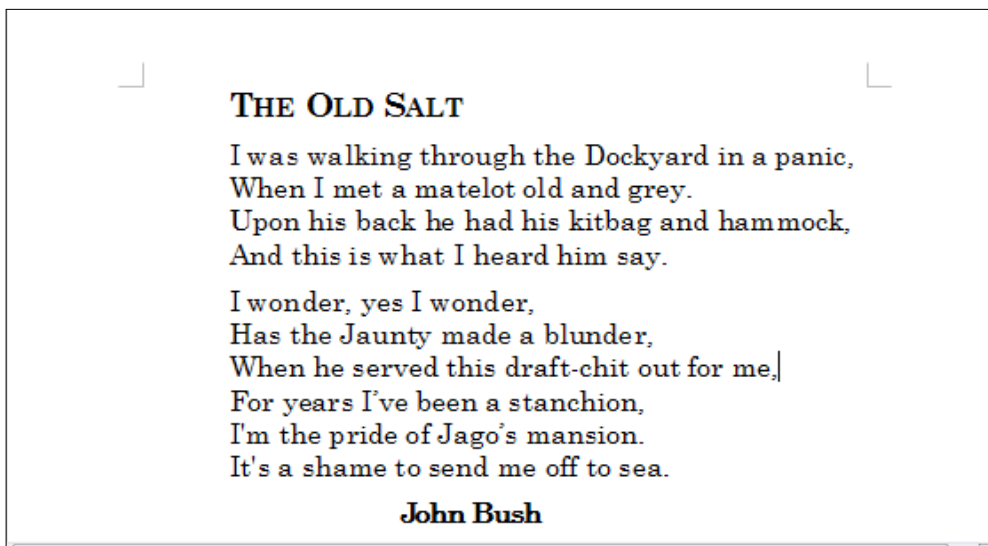 THE OLD SALT
I was walking through the Dockyard in a panic,
When I met a matelot old and grey.
Upon his back he had his kitbag and hammock,
And this is what I heard him say.
I wonder, yes I wonder,
Has the Jaunty made a blunder,
When he served this draft-chit out for me,
For years I’ve been a stanchion,
I'm the pride of Jago’s mansion.
It's a shame to send me off to sea.
John Bush